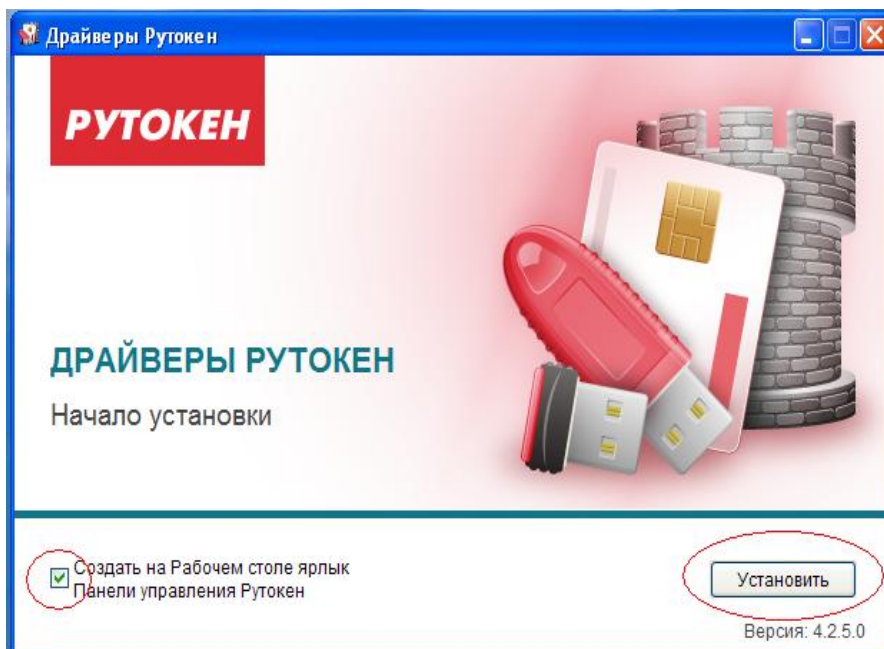 Драйверы Рутокен
РУТОКЕН
ДРАЙВЕРЫ РУТОКЕН
Начало установки
Создать на Рабочем столе ярлык
Панели управления Рутокен
Установить
Версия: 4.2.5.0